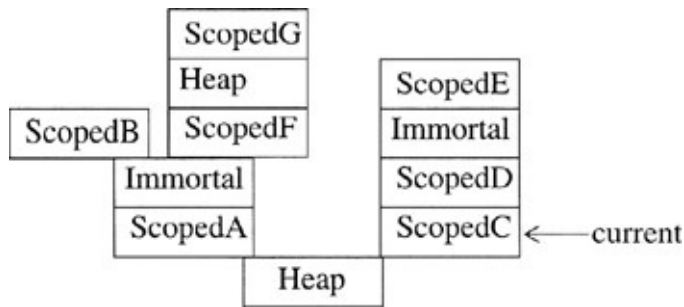 ScopedG
Heap
ScopedE
ScopedB
ScopedF
Immortal
Immortal
ScopedD
ScopedA
ScopedC
current
Heap